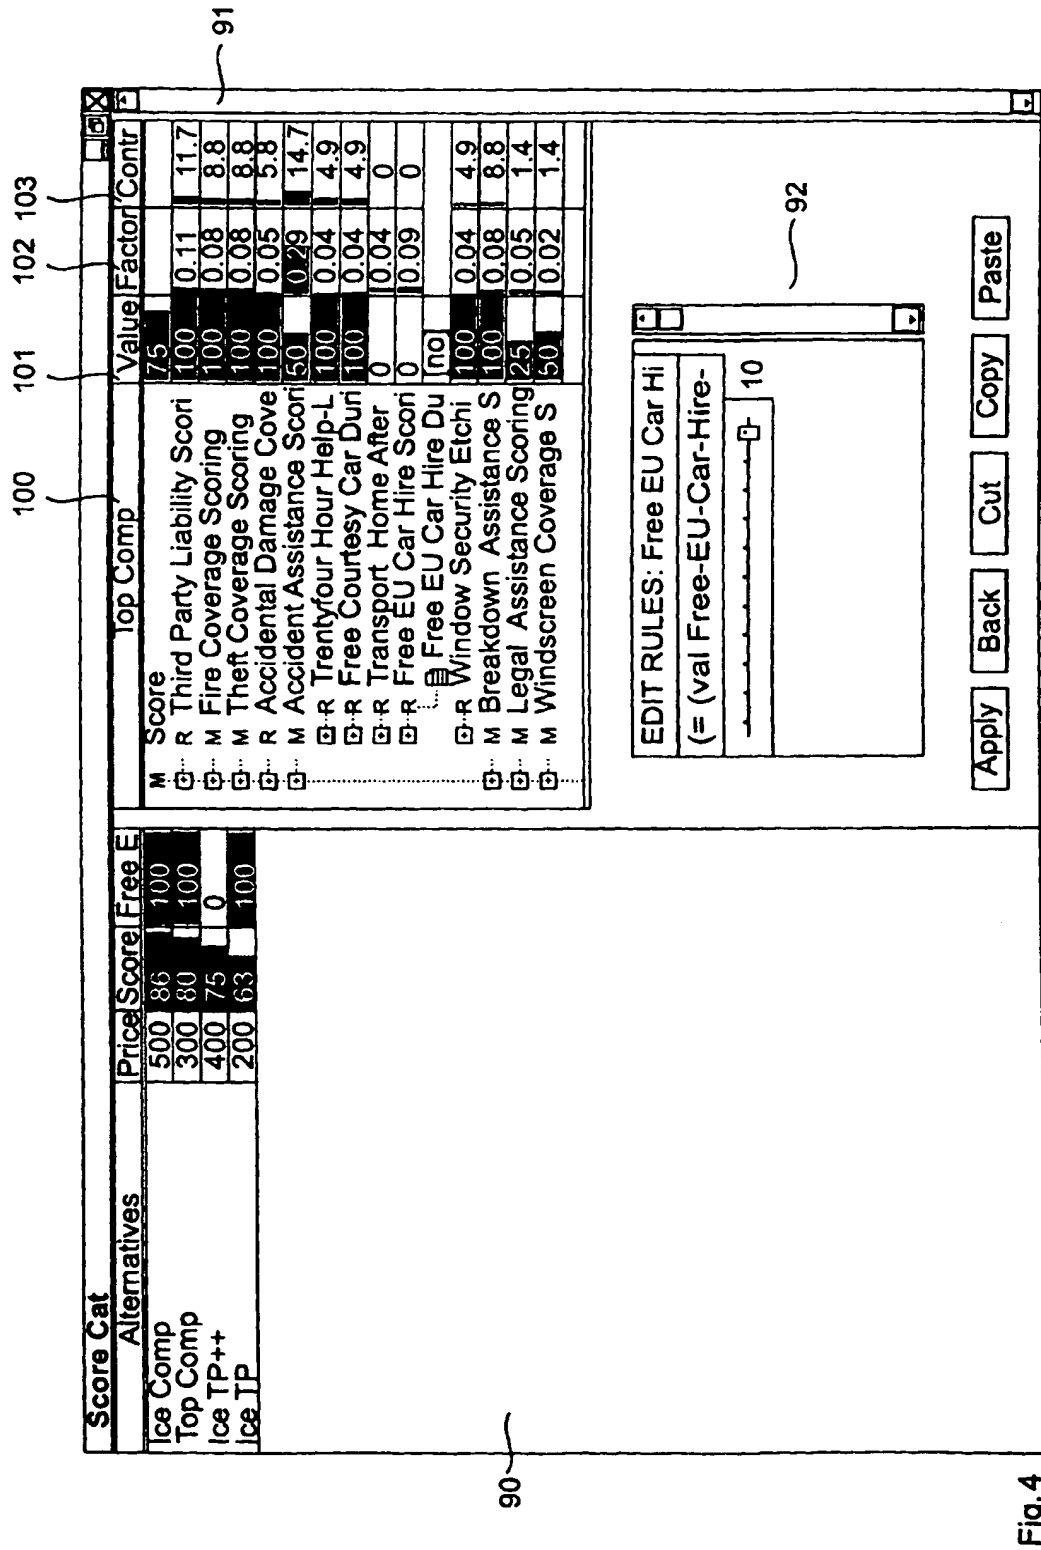 100 101 102 103
91
Score Cat
Alternatives Price Score Free E
Ice Comp 500 86 100
Top Comp 300 80 100
Ice TP++ 400 75 0
Ice TP 200 63 100
90
Top Comp Value Factor Contr
M Score 75
R Third Party Liability Scori 100 0.11 11.7
M Fire Coverage Scoring 100 0.08 8.8
M Theft Coverage Scoring 100 0.08 8.8
R Accidental Damage Cove 100 0.05 5.8
M Accident Assistance Scori 50 0.29 14.7
R Trentyfour Hour Help-L 100 0.04 4.9
R Free Courtesy Car Duri 100 0.04 4.9
R Transport Home After 0 0.04 0
R Free EU Car Hire Scori 0 0.09 0
Free EU Car Hire Du no
R Window Security Etchi 100 0.04 4.9
M Breakdown Assistance S 100 0.08 8.8
M Legal Assistance Scoring 25 0.05 1.4
M Windscreen Coverage S 50 0.02 1.4
EDIT RULES: Free EU Car Hi
(= (val Free-EU-Car-Hire-
10
92
Apply Back Cut Copy Paste
Fig. 4